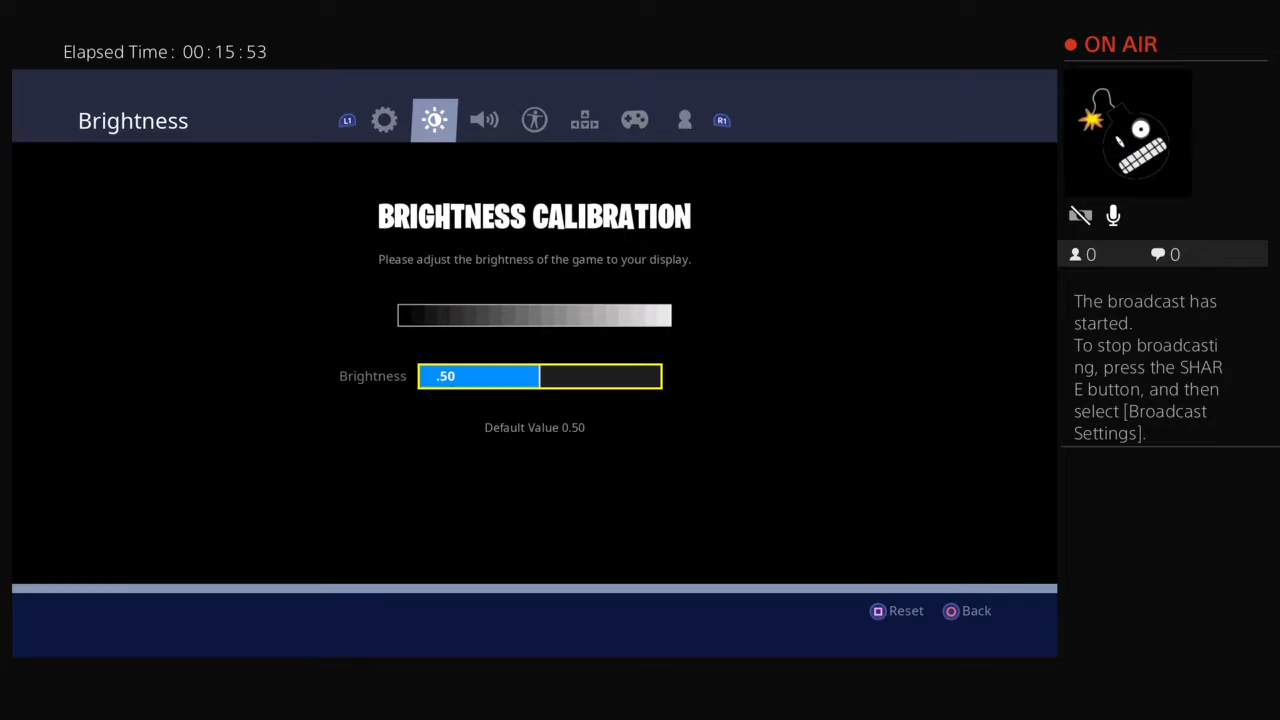 Elapsed Time: 00:15:53
ON AIR
Brightness
L1
R1
BRIGHTNESS CALIBRATION
Please adjust the brightness of the game to your display.
Brightness
.50
Default Value 0.50
Reset
Back
0
0
The broadcast has
started.
To stop broadcasti
ng, press the SHAR
E button, and then
select [Broadcast
Settings].